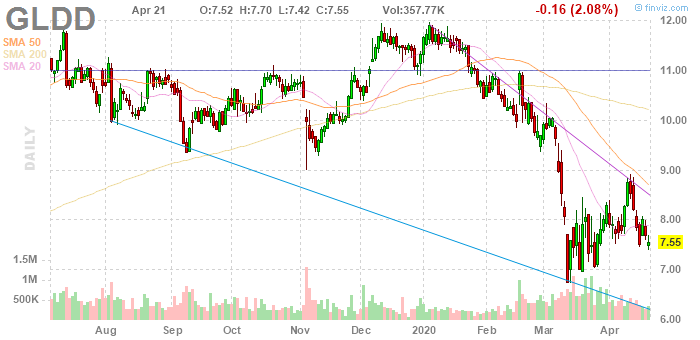 GLDD
Apr 21 O:7.52 H:7.70 L:7.42 C:7.55 Vol:357.77K -0.16 (2.08%)
© finviz.com
SMA 50
SMA 200
SMA 20
DAILY
12.00
11.00
10.00
9.00
8.00
7.55
7.00
6.00
1.5M
1M
500K
Aug Sep Oct Nov Dec 2020 Feb Mar Apr